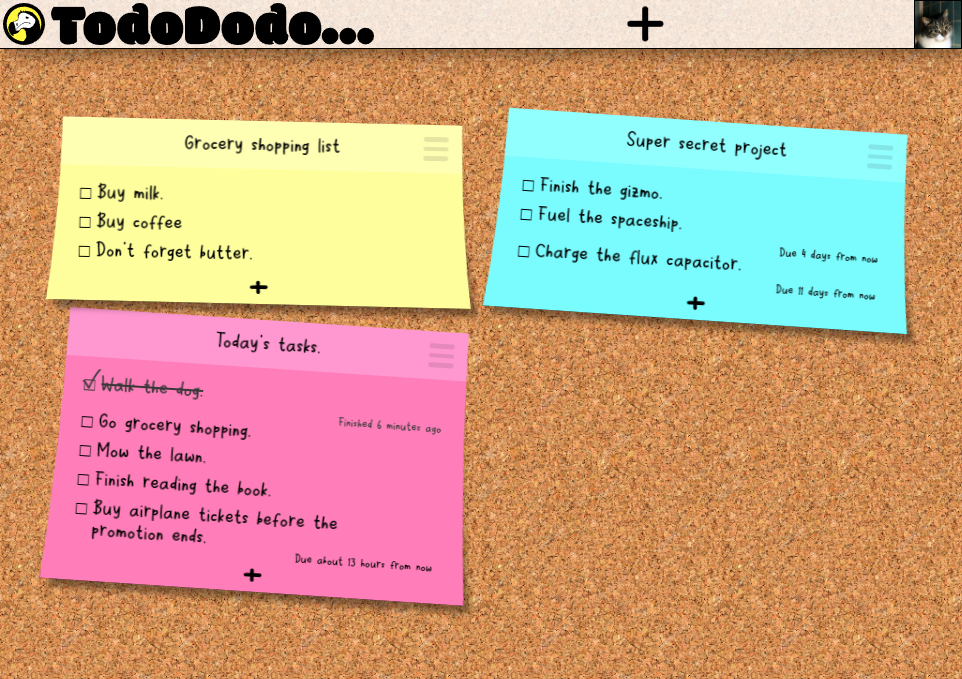 TodoDodo...
Grocery shopping list
Buy milk.
Buy coffee
Don't forget butter.
Super secret project
Finish the gizmo.
Fuel the spaceship.
Due 4 days from now
Charge the flux capacitor.
Due 11 days from now
Today's tasks.
Walk the dog.
Finished 6 minutes ago
Go grocery shopping.
Mow the lawn.
Finish reading the book.
Buy airplane tickets before the
promotion ends.
Due about 13 hours from now